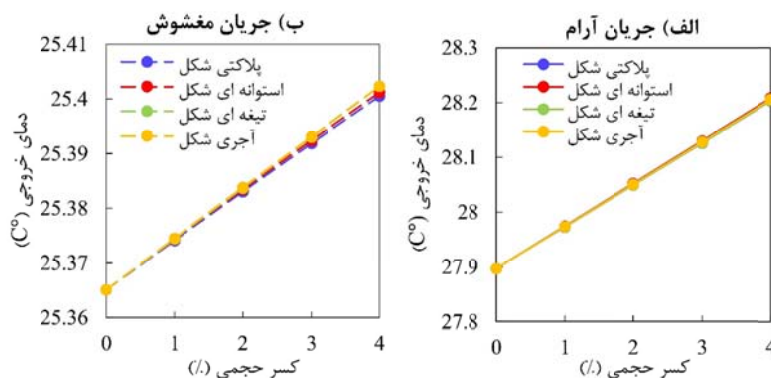 الف) جریان آرام
28.3
28.2
28.1
28
27.9
27.8
پلاکتی شکل
استوانه ای شکل
تیغه ای شکل
آجری شکل
دمای خروجی (C°)
0 1 2 3 4
کسر حجمی (٪)
ب) جریان مغشوش
25.41
25.4
25.39
25.38
25.37
25.36
پلاکتی شکل
استوانه ای شکل
تیغه ای شکل
آجری شکل
دمای خروجی (C°)
0 1 2 3 4
کسر حجمی (٪)